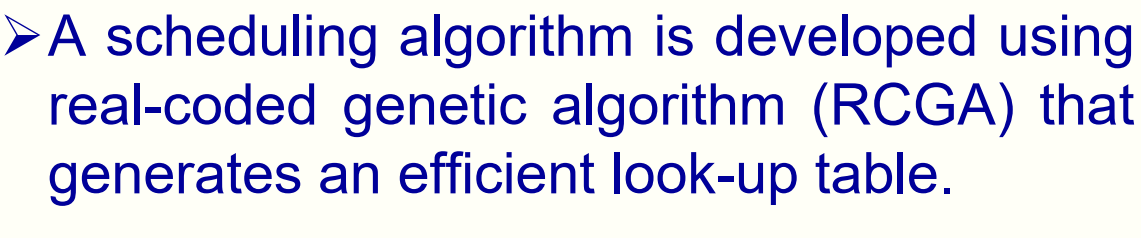 ➢A scheduling algorithm is developed using
real-coded genetic algorithm (RCGA) that
generates an efficient look-up table.